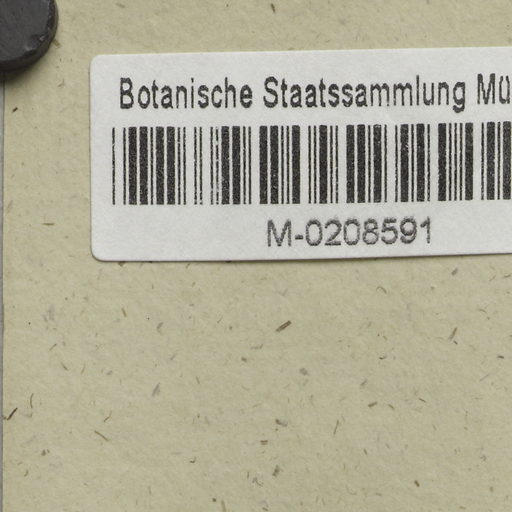 Botanische Staatssammlung Mü
M-0208591